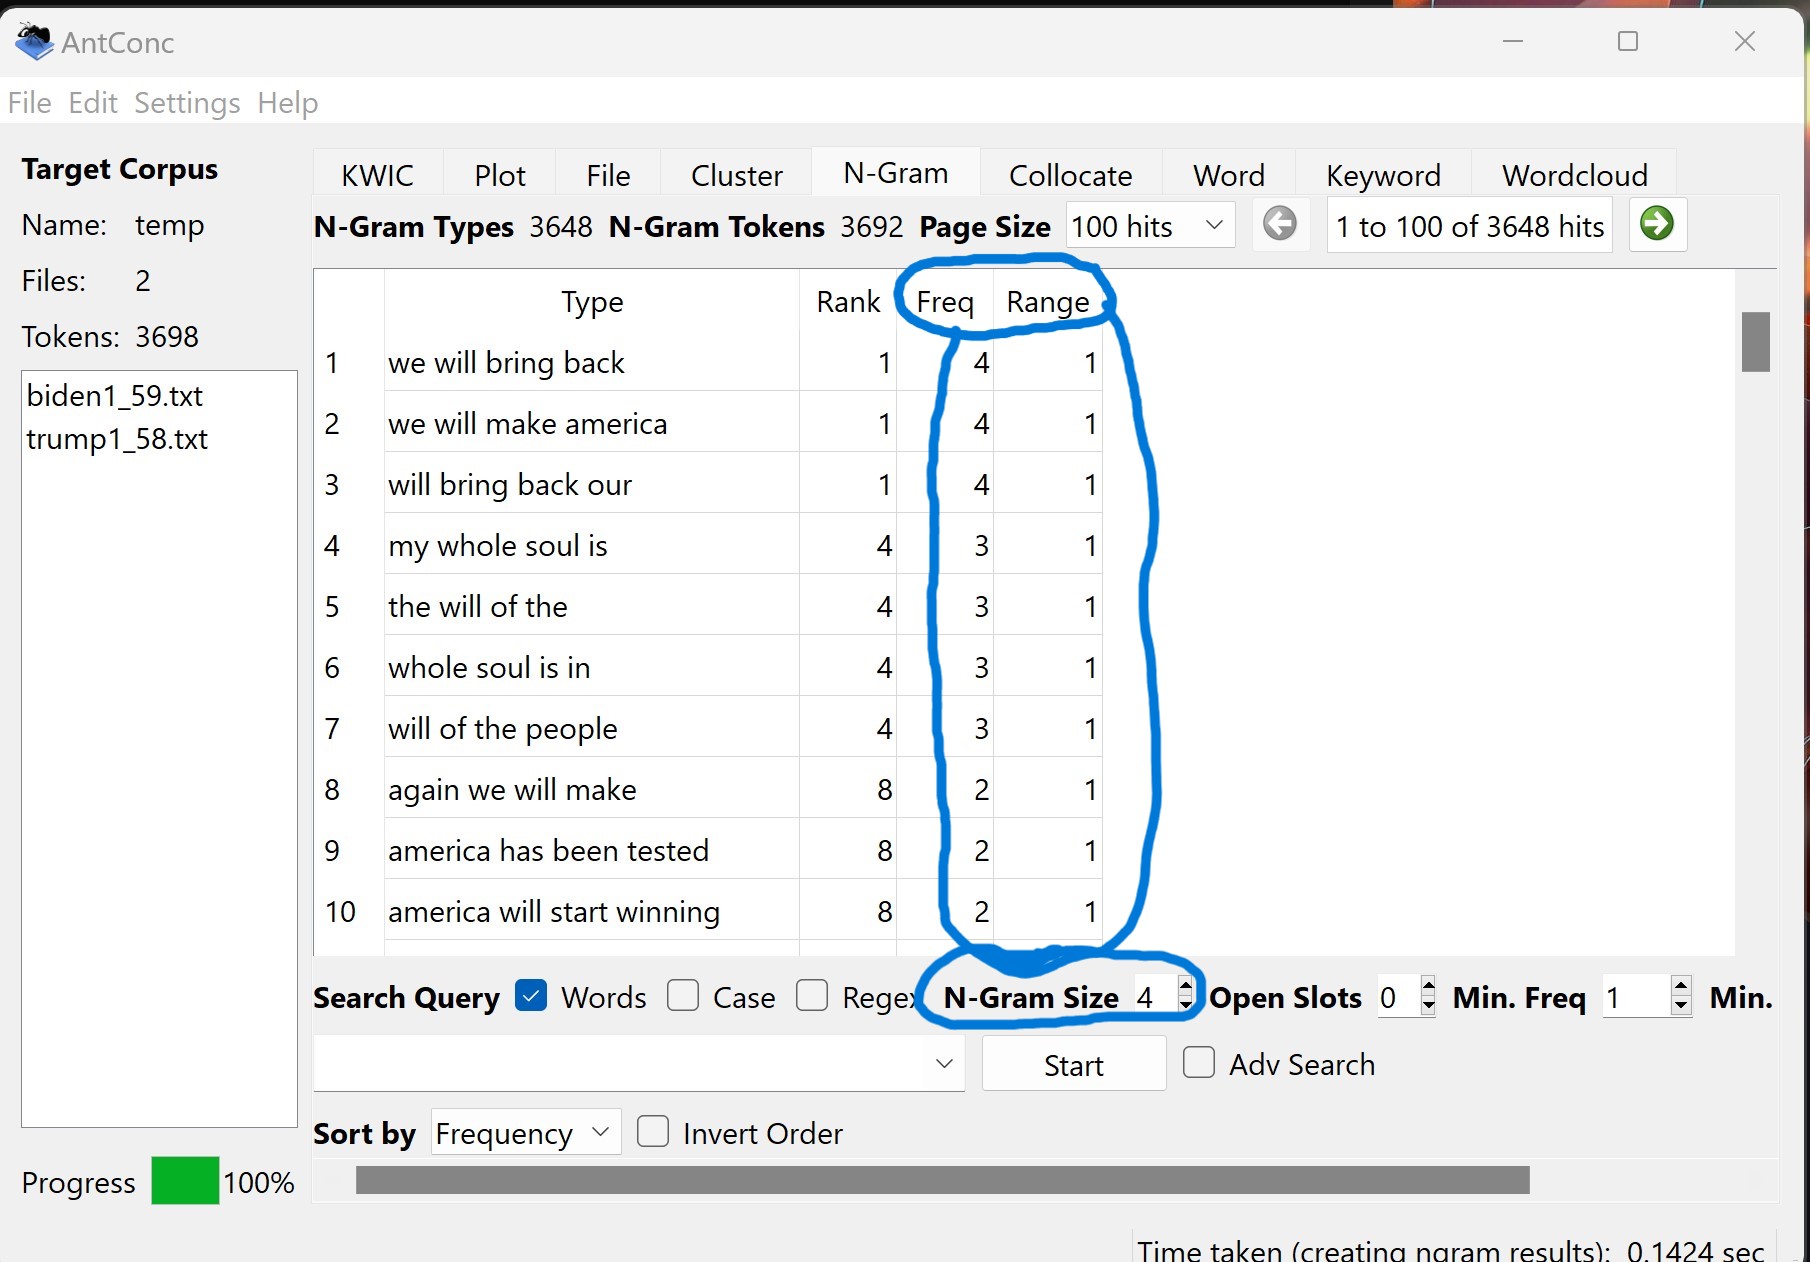 AntConc
File Edit Settings Help
Target Corpus
Name: temp
Files: 2
Tokens: 3698
biden1_59.txt
trump1_58.txt
Progress 100%
KWIC Plot File Cluster N-Gram Collocate Word Keyword Wordcloud
N-Gram Types 3648 N-Gram Tokens 3692 Page Size 100 hits 1 to 100 of 3648 hits
Type Rank Freq Range
1 we will bring back 1 4 1
2 we will make america 1 4 1
3 will bring back our 1 4 1
4 my whole soul is 4 3 1
5 the will of the 4 3 1
6 whole soul is in 4 3 1
7 will of the people 4 3 1
8 again we will make 8 2 1
9 america has been tested 8 2 1
10 america will start winning 8 2 1
Search Query Words Case Regex N-Gram Size 4 Open Slots 0 Min. Freq 1 Min.
Start Adv Search
Sort by Frequency Invert Order
Time taken (creating ngram results): 0.1424 sec